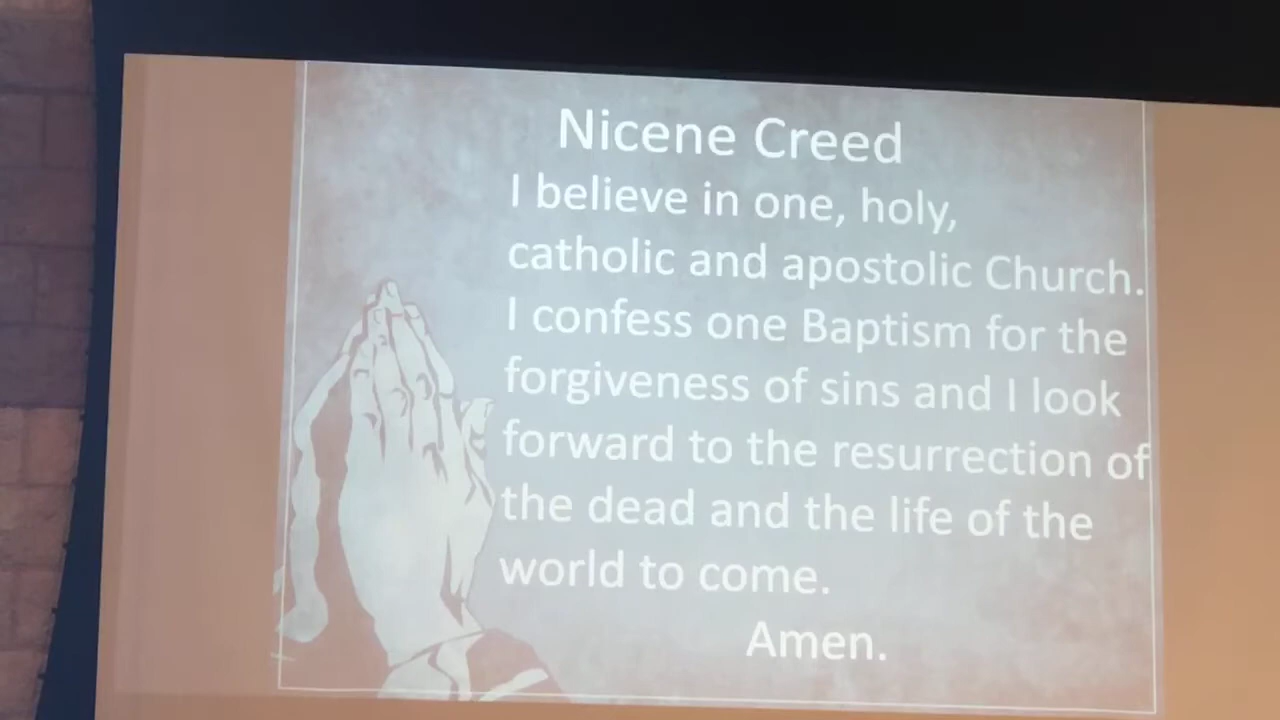 Nicene Creed
I believe in one, holy,
catholic and apostolic Church.
I confess one Baptism for the
forgiveness of sins and I look
forward to the resurrection of
the dead and the life of the
world to come.
Amen.